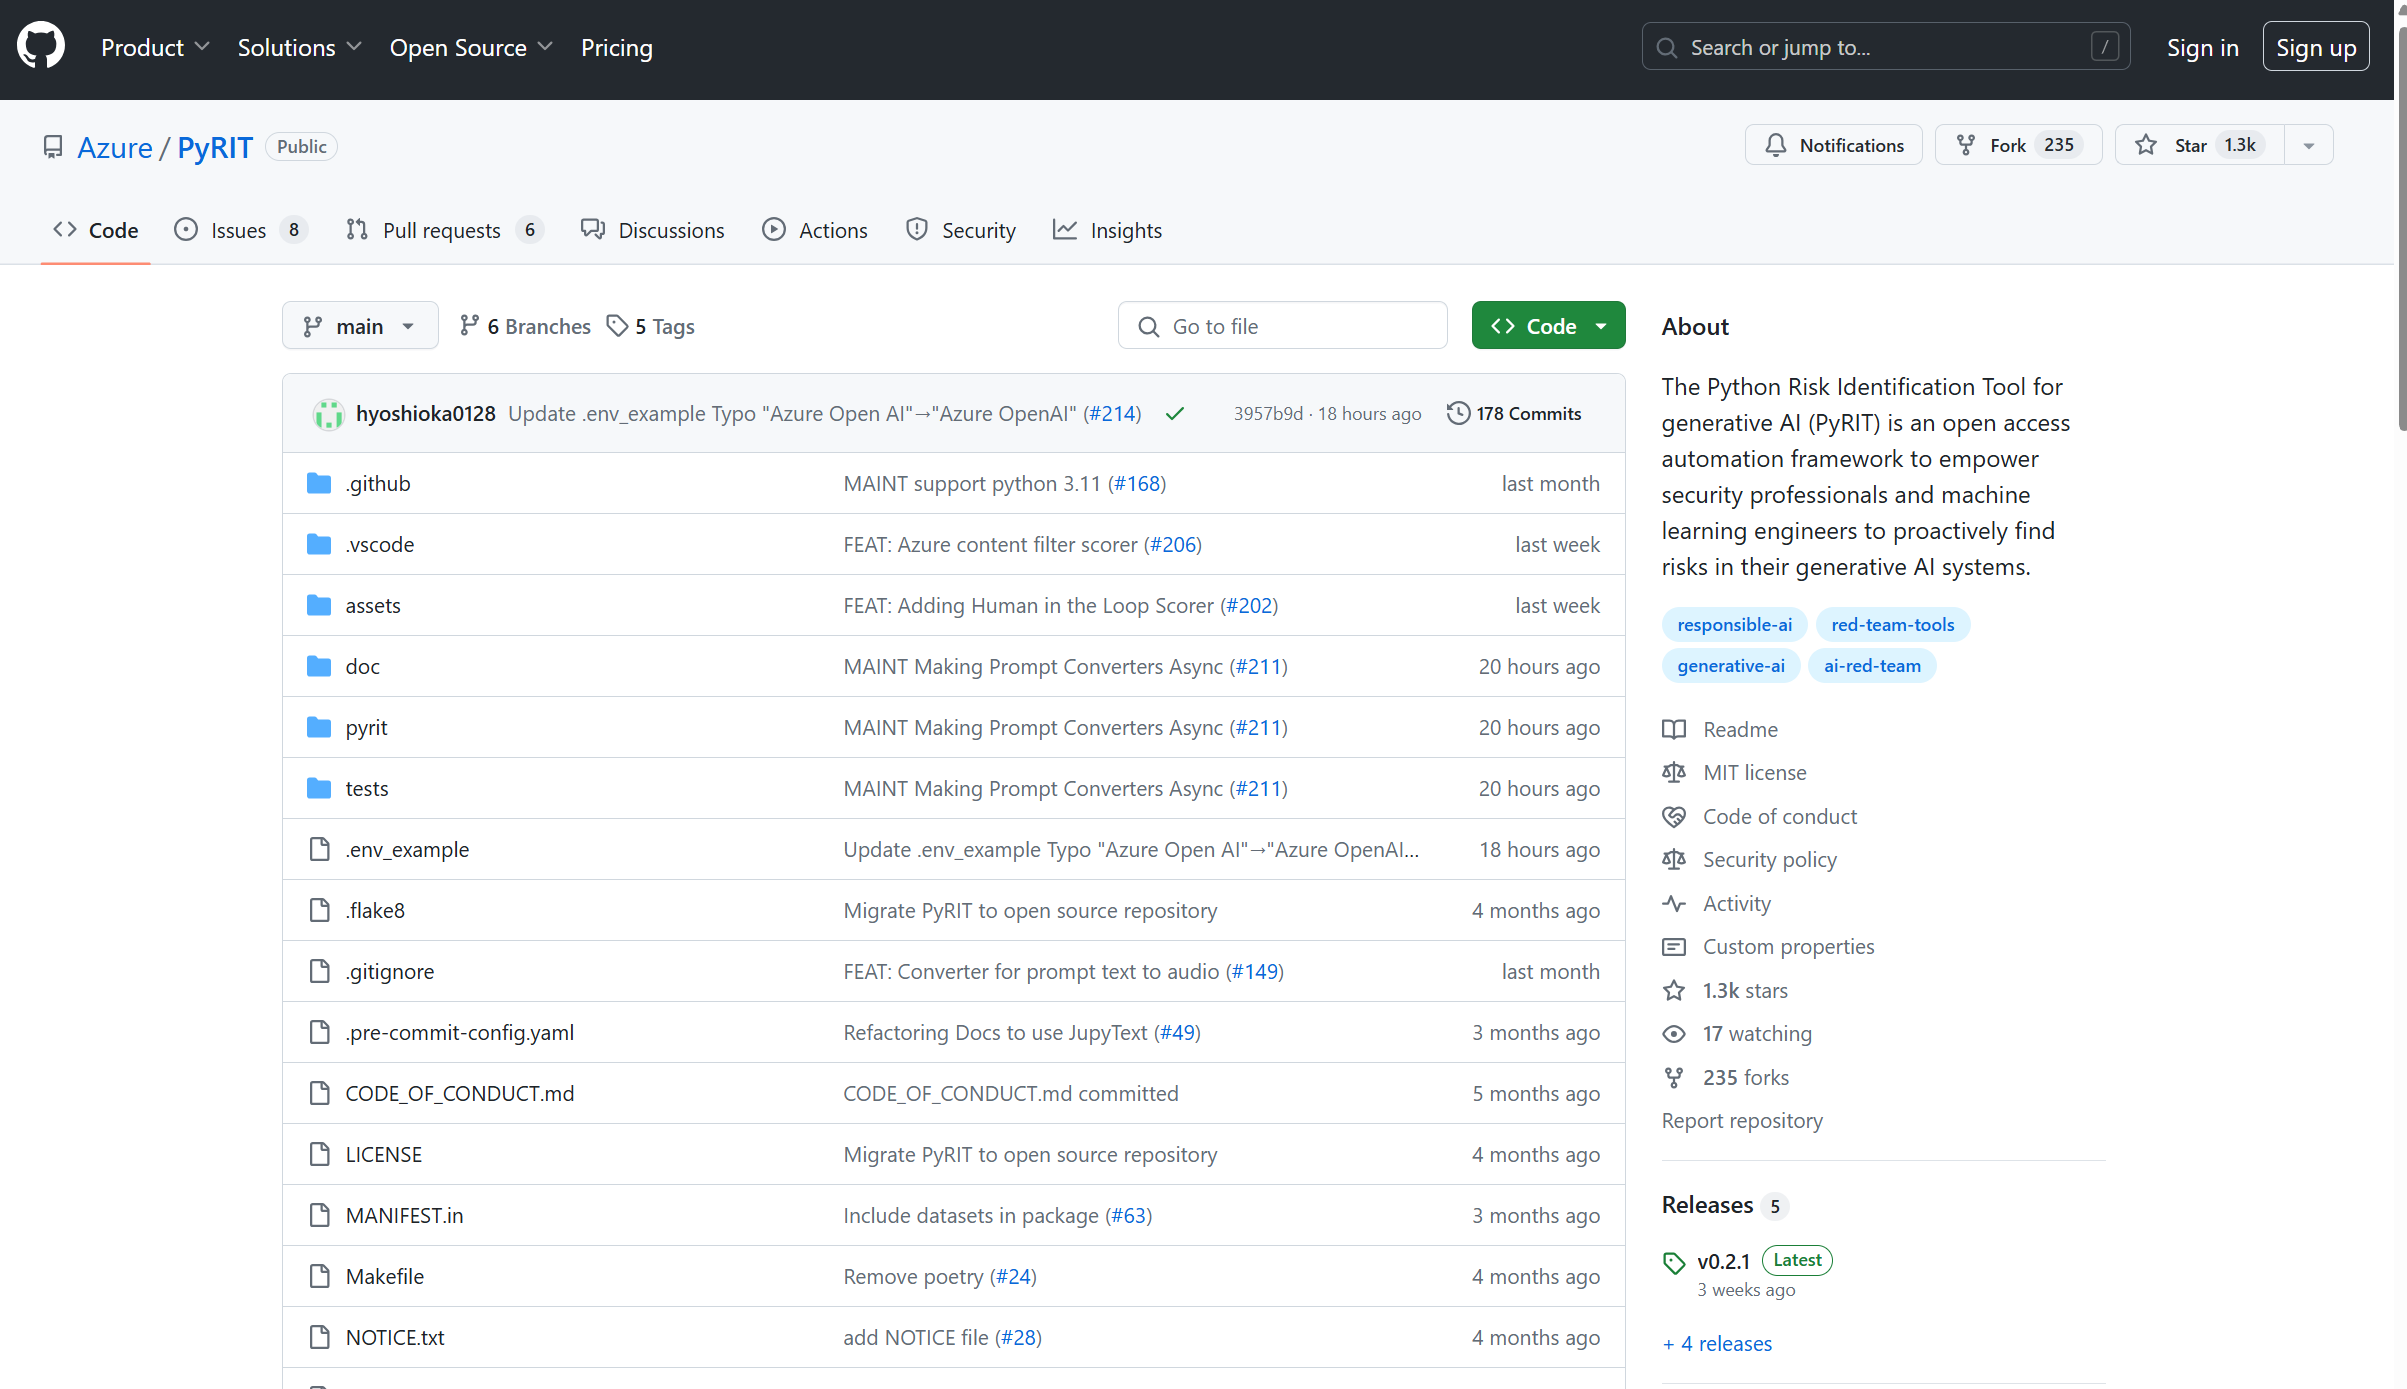 Product Solutions Open Source Pricing Search or jump to... / Sign in Sign up
Azure / PyRIT Public Notifications Fork 235 Star 1.3k
Code Issues 8 Pull requests 6 Discussions Actions Security Insights
main 6 Branches 5 Tags Go to file Code
hyoshioka0128 Update .env_example Typo "Azure Open AI"→"Azure OpenAI" (#214) 3957b9d · 18 hours ago 178 Commits
.github MAINT support python 3.11 (#168) last month
.vscode FEAT: Azure content filter scorer (#206) last week
assets FEAT: Adding Human in the Loop Scorer (#202) last week
doc MAINT Making Prompt Converters Async (#211) 20 hours ago
pyrit MAINT Making Prompt Converters Async (#211) 20 hours ago
tests MAINT Making Prompt Converters Async (#211) 20 hours ago
.env_example Update .env_example Typo "Azure Open AI"→"Azure OpenAI... 18 hours ago
.flake8 Migrate PyRIT to open source repository 4 months ago
.gitignore FEAT: Converter for prompt text to audio (#149) last month
.pre-commit-config.yaml Refactoring Docs to use JupyText (#49) 3 months ago
CODE_OF_CONDUCT.md CODE_OF_CONDUCT.md committed 5 months ago
LICENSE Migrate PyRIT to open source repository 4 months ago
MANIFEST.in Include datasets in package (#63) 3 months ago
Makefile Remove poetry (#24) 4 months ago
NOTICE.txt add NOTICE file (#28) 4 months ago
About
The Python Risk Identification Tool for
generative AI (PyRIT) is an open access
automation framework to empower
security professionals and machine
learning engineers to proactively find
risks in their generative AI systems.
responsible-ai red-team-tools
generative-ai ai-red-team
Readme
MIT license
Code of conduct
Security policy
Activity
Custom properties
1.3k stars
17 watching
235 forks
Report repository
Releases 5
v0.2.1 Latest
3 weeks ago
+ 4 releases